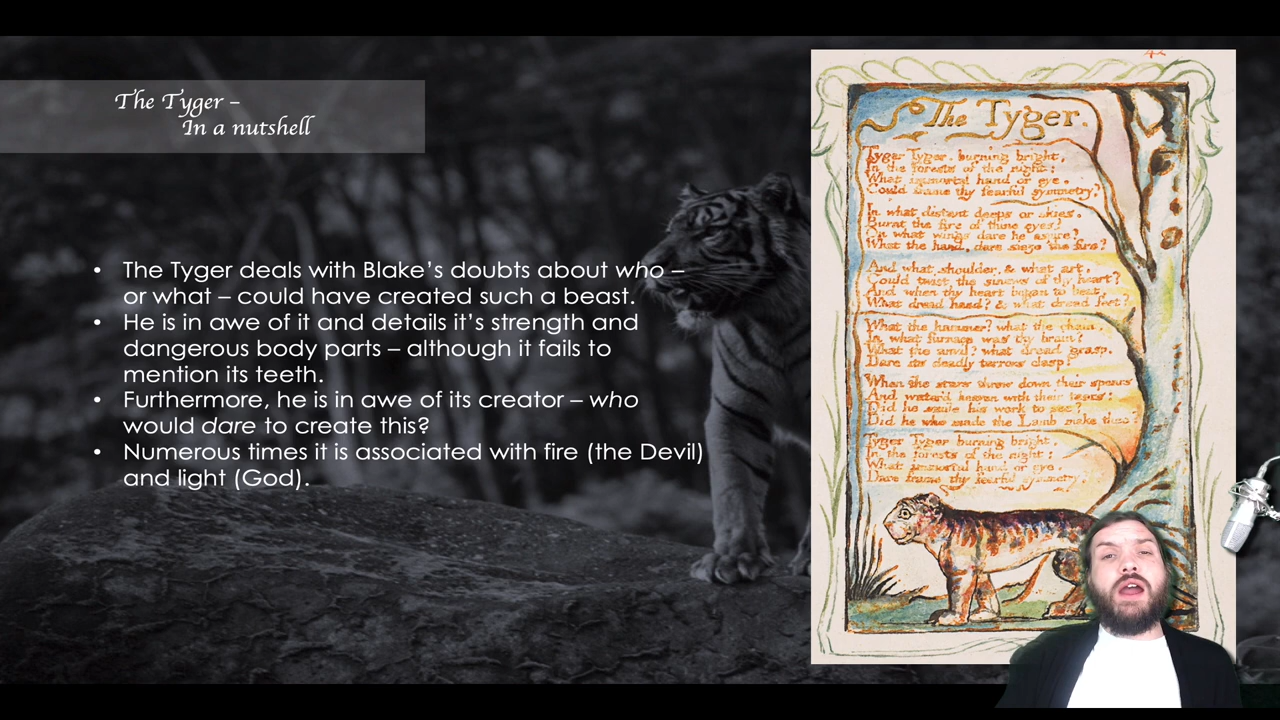 The Tyger –
In a nutshell
• The Tyger deals with Blake's doubts about who –
or what – could have created such a beast.
• He is in awe of it and details it's strength and
dangerous body parts – although it fails to
mention its teeth.
• Furthermore, he is in awe of its creator – who
would dare to create this?
• Numerous times it is associated with fire (the Devil)
and light (God).
The Tyger.
Tyger Tyger, burning bright,
In the forests of the night:
What immortal hand or eye,
Could frame thy fearful symmetry?
In what distant deeps or skies,
Burnt the fire of thine eyes?
On what wings dare he aspire?
What the hand, dare sieze the fire?
And what shoulder, & what art,
Could twist the sinews of thy heart?
And when thy heart began to beat,
What dread hand? & what dread feet?
What the hammer? what the chain,
In what furnace was thy brain?
What the anvil? what dread grasp,
Dare its deadly terrors clasp!
When the stars threw down their spears
And water'd heaven with their tears:
Did he smile his work to see?
Did he who made the Lamb make thee?
Tyger Tyger burning bright,
In the forests of the night:
What immortal hand or eye,
Dare frame thy fearful symmetry?